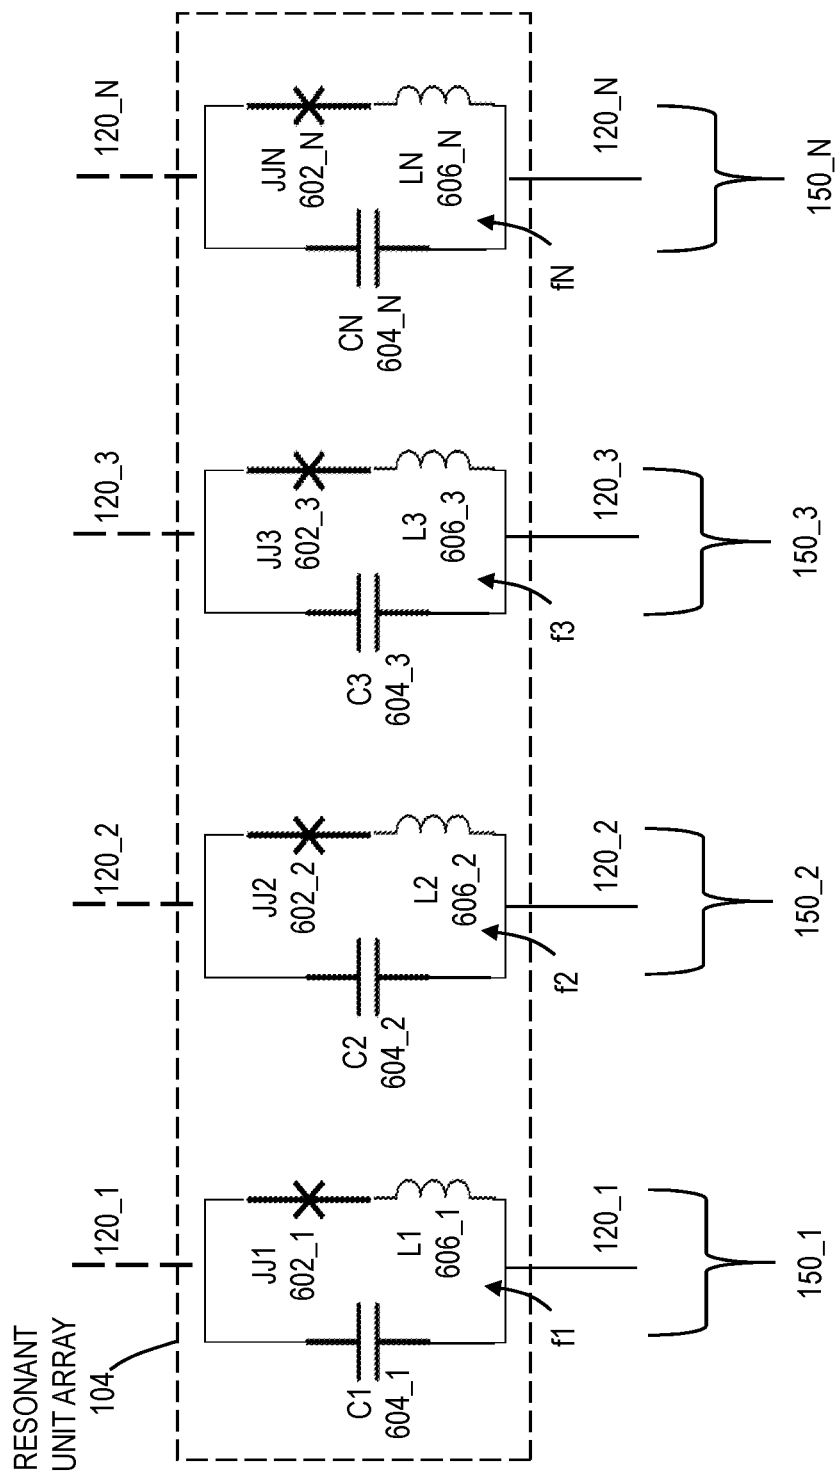 RESONANT
UNIT ARRAY
104
120_1
120_2
120_3
120_N
JJ1
602_1
C1
604_1
L1
606_1
f1
JJ2
602_2
C2
604_2
L2
606_2
f2
JJ3
602_3
C3
604_3
L3
606_3
f3
JJN
602_N
CN
604_N
LN
606_N
fN
120_1
120_2
120_3
120_N
150_1
150_2
150_3
150_N